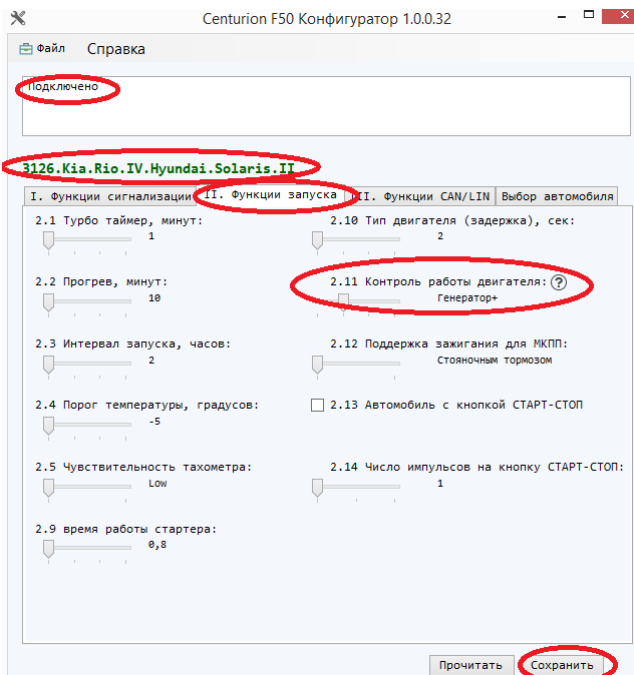 Centurion F50 Конфигуратор 1.0.0.32
Файл Справка
Подключено
3126.Kia.Rio.IV.Hyundai.Solaris.II
I. Функции сигнализации II. Функции запуска III. Функции CAN/LIN Выбор автомобиля
2.1 Турбо таймер, минут: 2.10 Тип двигателя (задержка), сек:
1 2
2.2 Прогрев, минут: 2.11 Контроль работы двигателя: ?
10 Генератор+
2.3 Интервал запуска, часов: 2.12 Поддержка зажигания для МКПП:
2 Стояночным тормозом
2.4 Порог температуры, градусов: 2.13 Автомобиль с кнопкой СТАРТ-СТОП
-5
2.5 Чувствительность тахометра: 2.14 Число импульсов на кнопку СТАРТ-СТОП:
Low 1
2.9 время работы стартера:
0,8
Прочитать Сохранить